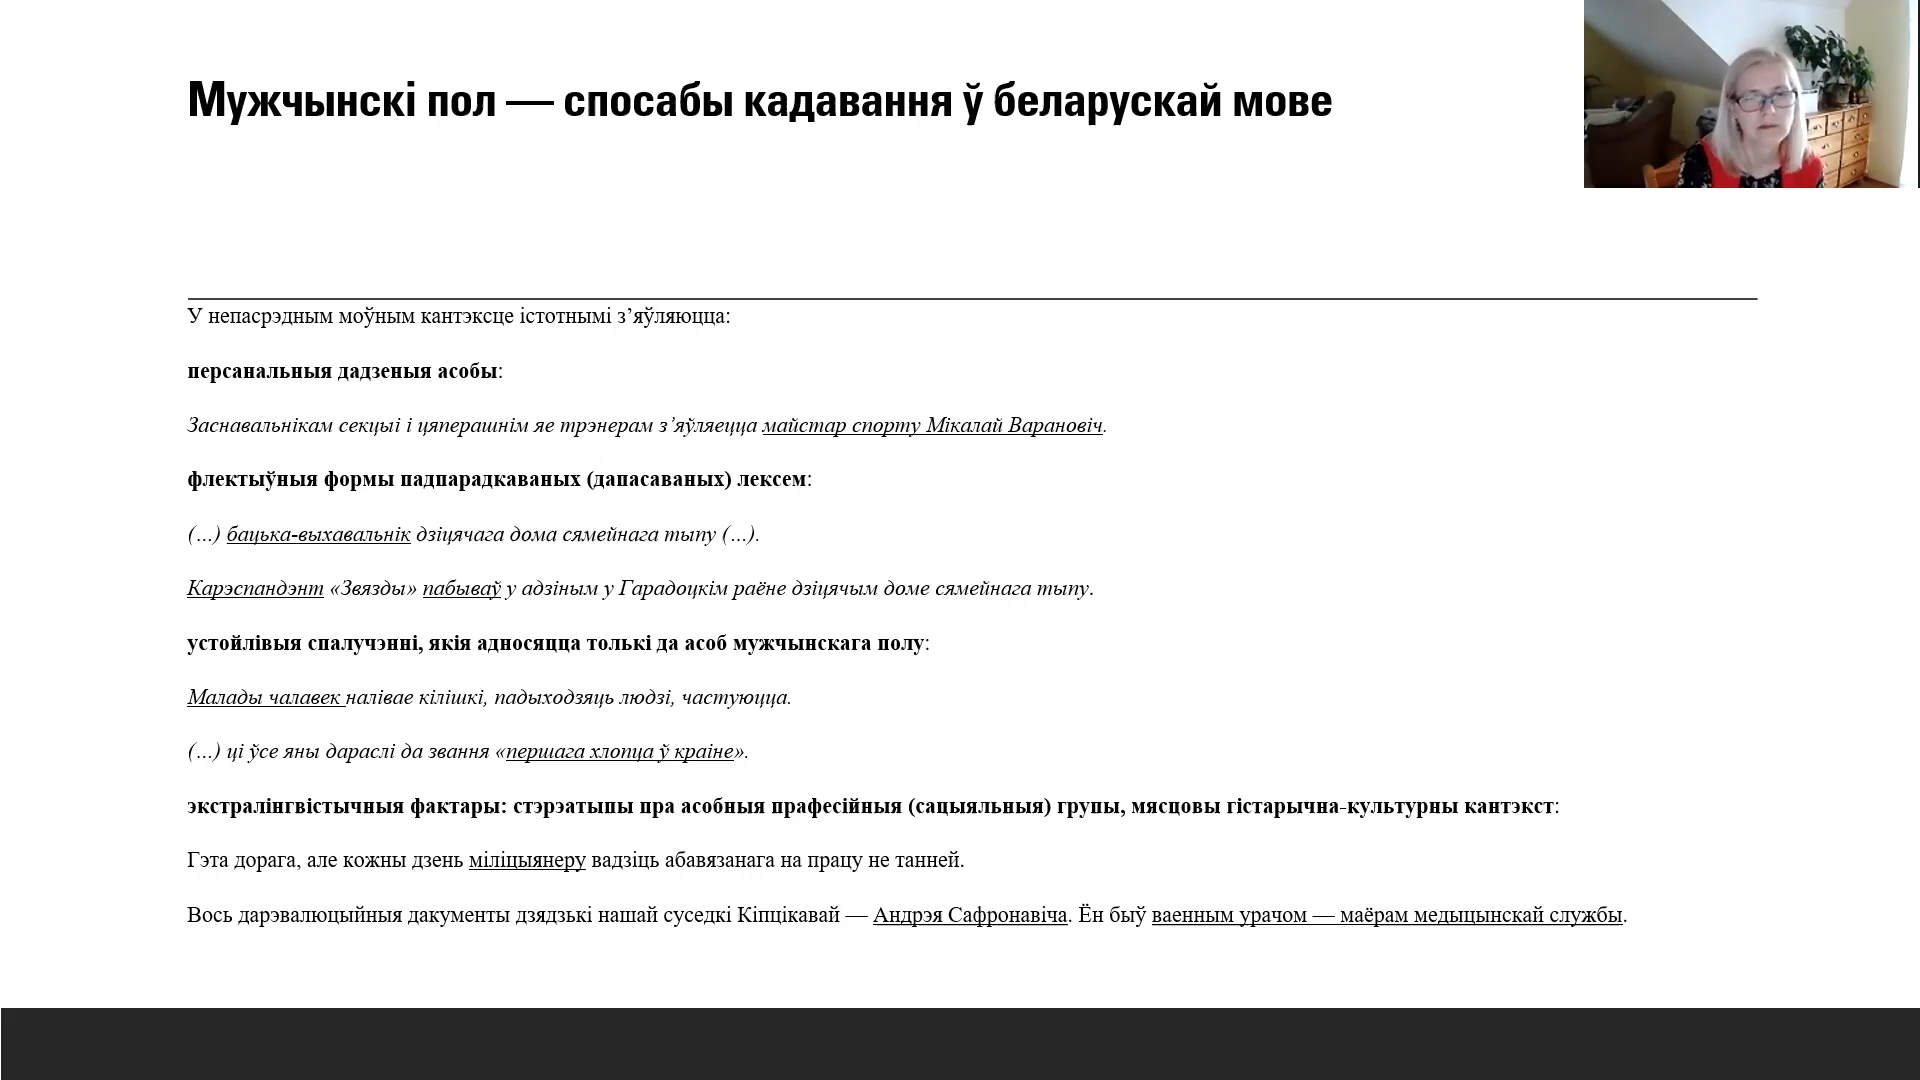 Мужчынскі пол — спосабы кадавання ў беларускай мове
У непасрэдным моўным кантэксце істотнымі з’яўляюцца:
персанальныя дадзеныя асобы:
Заснавальнікам секцыі і цяперашнім яе трэнерам з’яўляецца майстар спорту Мікалай Варановіч.
флектыўныя формы падпарадкаваных (дапасаваных) лексем:
(…) бацька-выхавальнік дзіцячага дома сямейнага тыпу (…).
Карэспандэнт «Звязды» пабываў у адзіным у Гарадоцкім раёне дзіцячым доме сямейнага тыпу.
устойлівыя спалучэнні, якія адносяцца толькі да асоб мужчынскага полу:
Малады чалавек налівае кілішкі, падыходзяць людзі, частуюцца.
(…) ці ўсе яны дараслі да звання «першага хлопца ў краіне».
экстралінгвістычныя фактары: стэрэатыпы пра асобныя прафесійныя (сацыяльныя) групы, мясцовы гістарычна-культурны кантэкст:
Гэта дорага, але кожны дзень міліцыянеру вадзіць абавязанага на працу не танней.
Вось дарэвалюцыйныя дакументы дзядзькі нашай суседкі Кіпцікавай — Андрэя Сафронавіча. Ён быў ваенным урачом — маёрам медыцынскай службы.